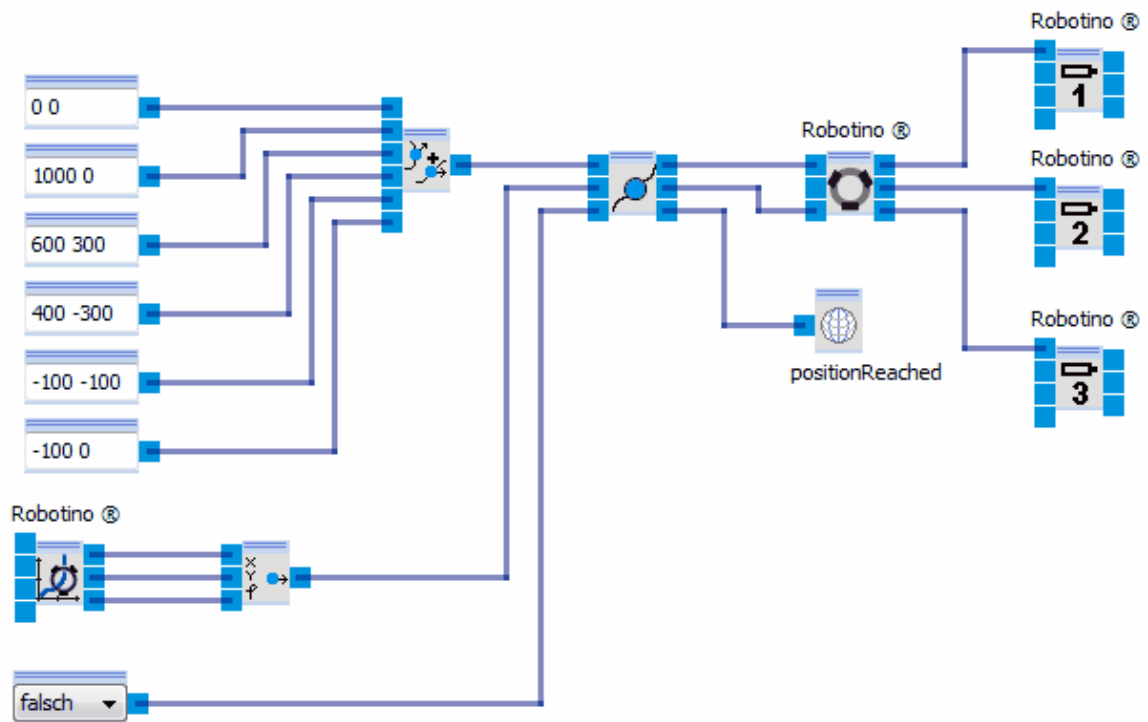 Robotino ®
0 0
1000 0
600 300
400 -300
-100 -100
-100 0
Robotino ®
1
Robotino ®
2
Robotino ®
3
positionReached
Robotino ®
X
Y
φ
falsch